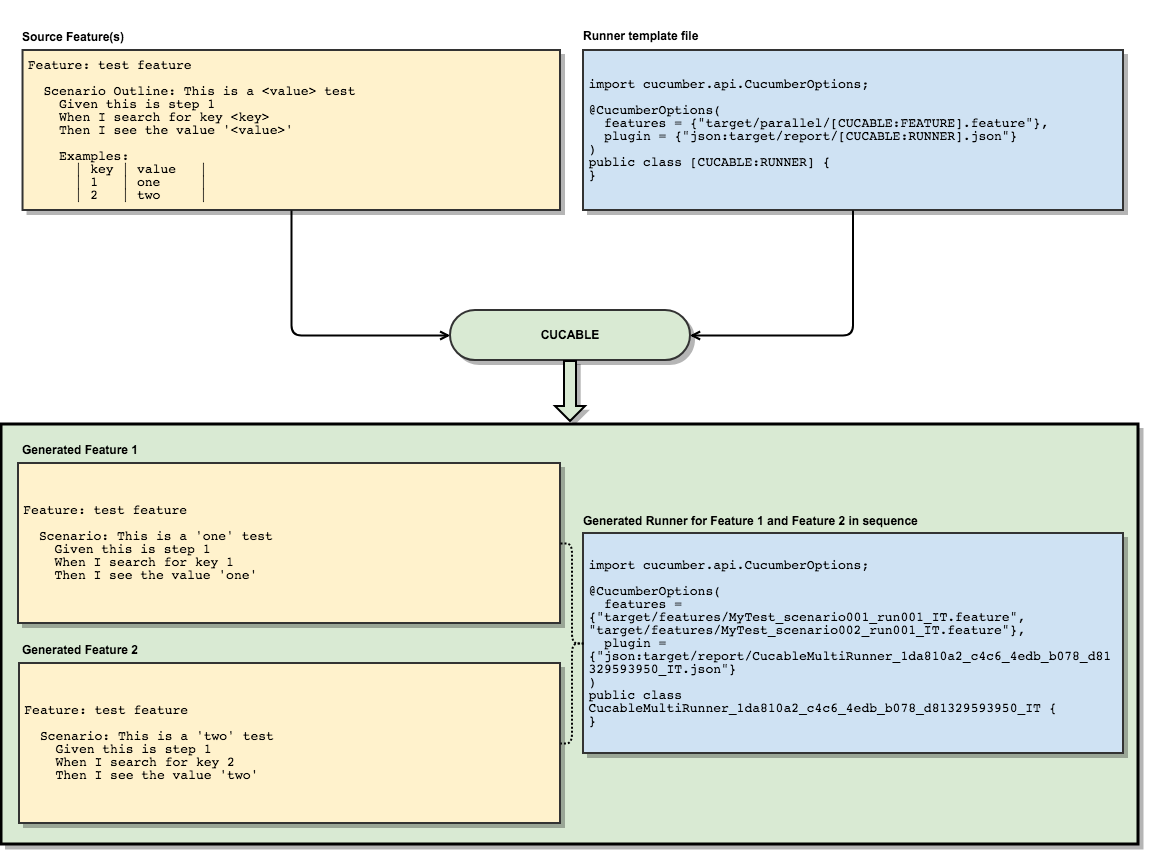 Source Feature(s)
Feature: test feature
Scenario Outline: This is a <value> test
Given this is step 1
When I search for key <key>
Then I see the value '<value>'
Examples:
| key | value |
| 1 | one |
| 2 | two |
Runner template file
import cucumber.api.CucumberOptions;
@CucumberOptions(
features = {"target/parallel/[CUCABLE:FEATURE].feature"},
plugin = {"json:target/report/[CUCABLE:RUNNER].json"}
)
public class [CUCABLE:RUNNER] {
}
CUCABLE
Generated Feature 1
Feature: test feature
Scenario: This is a 'one' test
Given this is step 1
When I search for key 1
Then I see the value 'one'
Generated Feature 2
Feature: test feature
Scenario: This is a 'two' test
Given this is step 1
When I search for key 2
Then I see the value 'two'
Generated Runner for Feature 1 and Feature 2 in sequence
import cucumber.api.CucumberOptions;
@CucumberOptions(
features =
{"target/features/MyTest_scenario001_run001_IT.feature",
"target/features/MyTest_scenario002_run001_IT.feature"},
plugin =
{"json:target/report/CucableMultiRunner_1da810a2_c4c6_4edb_b078_d81
329593950_IT.json"}
)
public class
CucableMultiRunner_1da810a2_c4c6_4edb_b078_d81329593950_IT {
}